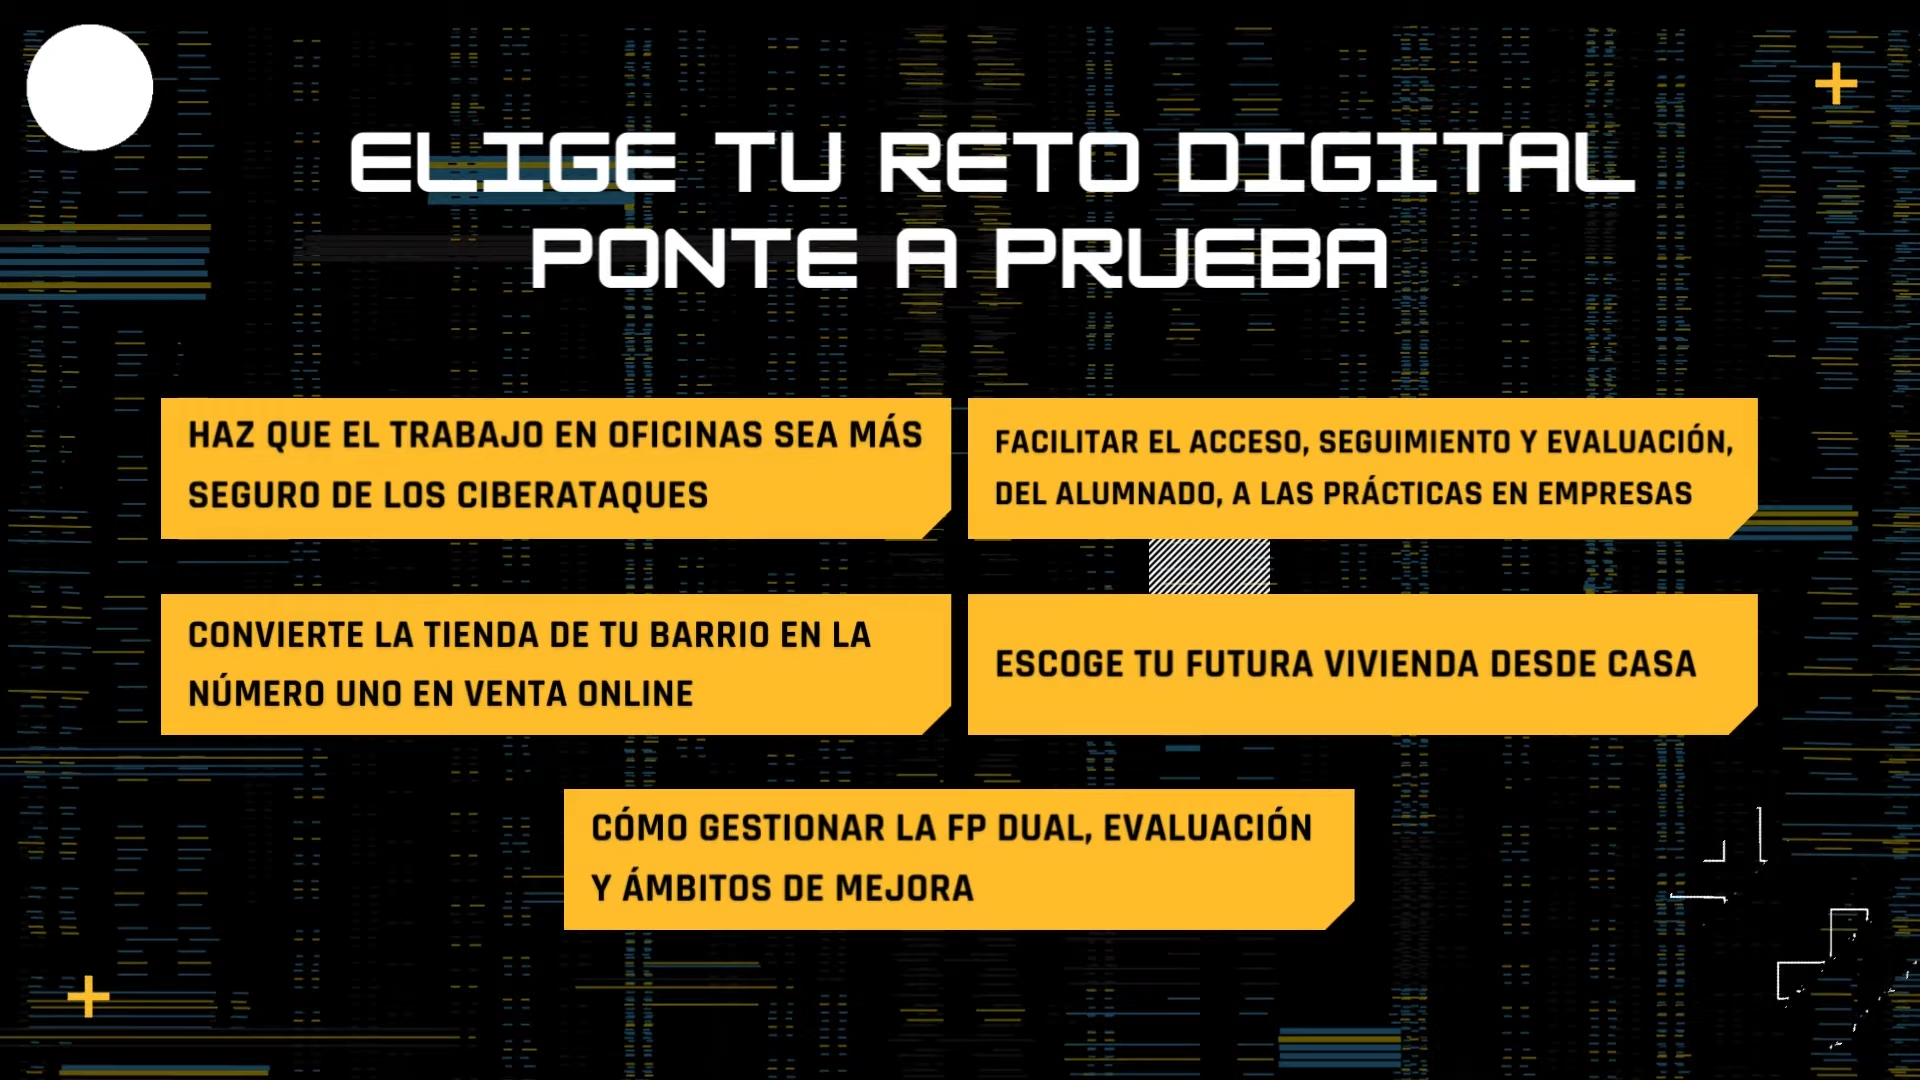 ELIGE TU RETO DIGITAL
PONTE A PRUEBA
HAZ QUE EL TRABAJO EN OFICINAS SEA MÁS
SEGURO DE LOS CIBERATAQUES
FACILITAR EL ACCESO, SEGUIMIENTO Y EVALUACIÓN,
DEL ALUMNADO, A LAS PRÁCTICAS EN EMPRESAS
CONVIERTE LA TIENDA DE TU BARRIO EN LA
NÚMERO UNO EN VENTA ONLINE
ESCOGE TU FUTURA VIVIENDA DESDE CASA
CÓMO GESTIONAR LA FP DUAL, EVALUACIÓN
Y ÁMBITOS DE MEJORA